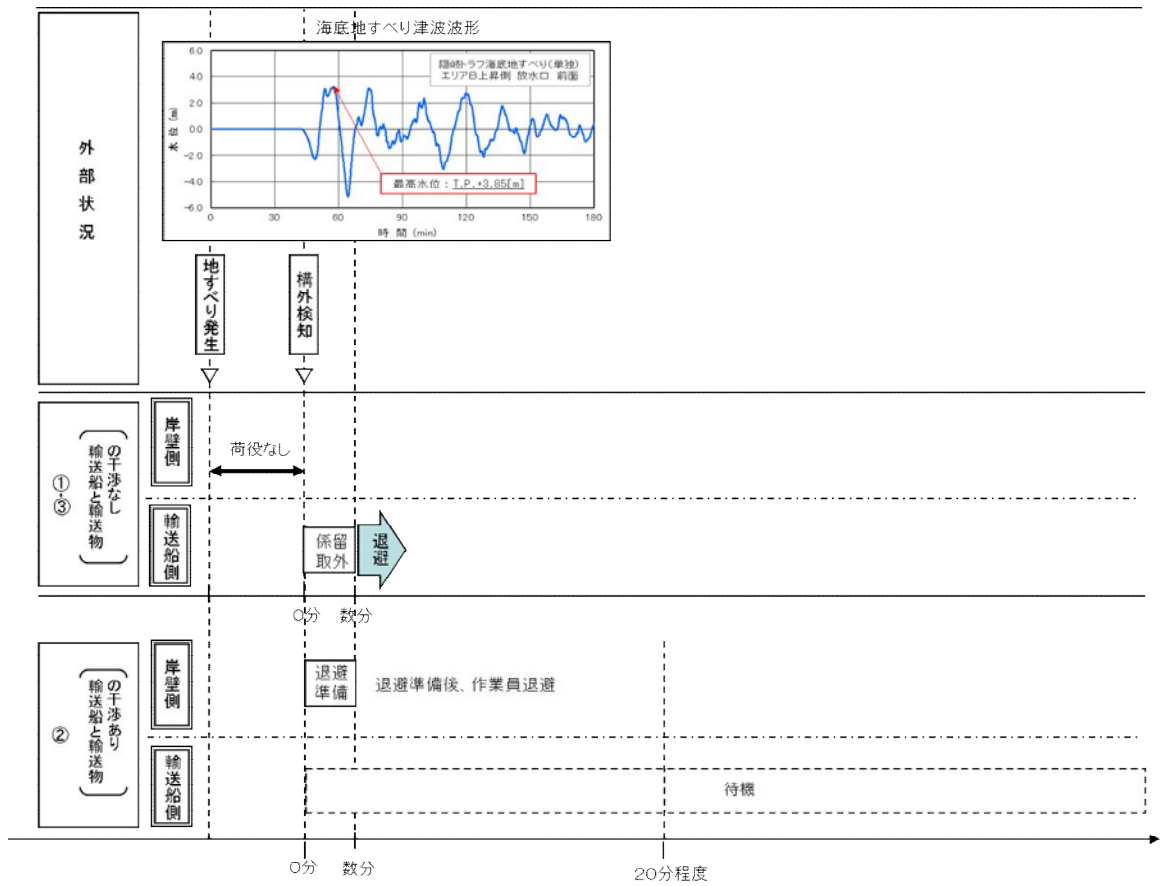 海底地すべり津波波形
6.0
4.0
2.0
0.0
-2.0
-4.0
-6.0
水位(m)
隠岐トラフ海底地すべり(単独)
エリアB上昇側 放水口 前面
最高水位：T.P.+3.85[m]
0 30 60 90 120 150 180
時間(min)
外部状況
地すべり発生
構外検知
▽
▽
①・③
輸送船と輸送物
の干渉なし
岸壁側
荷役なし
輸送船側
係留
取外
退避
0分 数分
②
輸送船と輸送物
の干渉あり
岸壁側
退避
準備
退避準備後、作業員退避
輸送船側
待機
0分 数分 20分程度